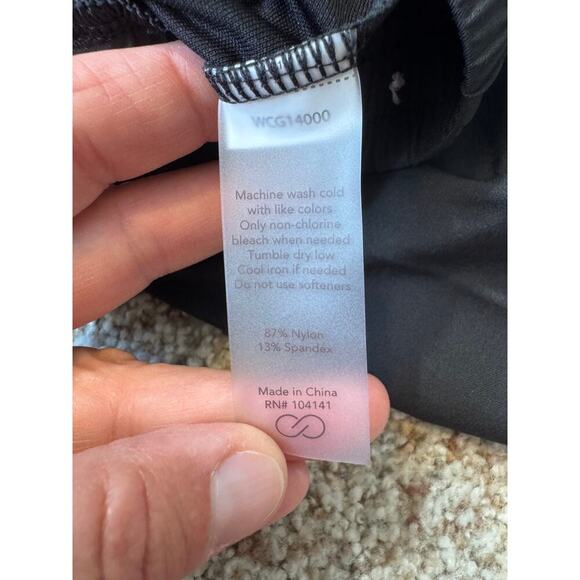 WCG14000
Machine wash cold
with like colors
Only non-chlorine
bleach when needed
Tumble dry low
Cool iron if needed
Do not use softeners
87% Nylon
13% Spandex
Made in China
RN# 104141